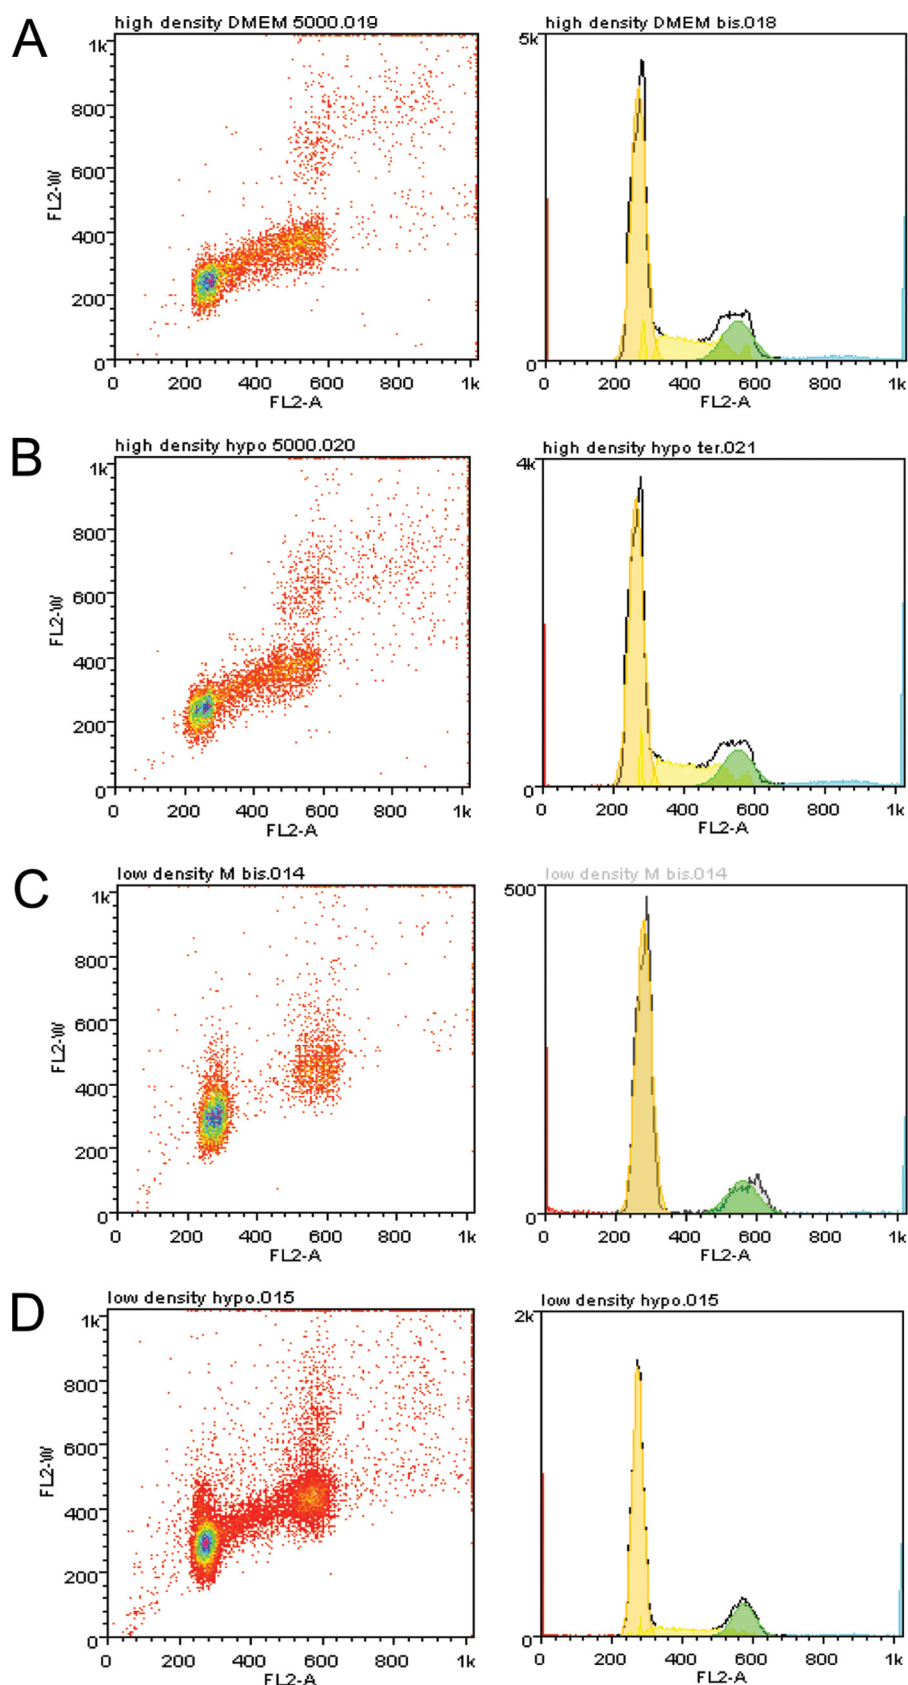 A
high density DMEM 5000.019
1k
800
600
400
200
0
FL2-W
0 200 400 600 800 1k
FL2-A
high density DMEM bis.018
5k
0
0 200 400 600 800 1k
FL2-A
B
high density hypo 5000.020
1k
800
600
400
200
0
FL2-W
0 200 400 600 800 1k
FL2-A
high density hypo ter.021
4k
0
0 200 400 600 800 1k
FL2-A
C
low density M bis.014
1k
800
600
400
200
0
FL2-W
0 200 400 600 800 1k
FL2-A
low density M bis.014
500
0
0 200 400 600 800 1k
FL2-A
D
low density hypo.015
1k
800
600
400
200
0
FL2-W
0 200 400 600 800 1k
FL2-A
low density hypo.015
2k
0
0 200 400 600 800 1k
FL2-A